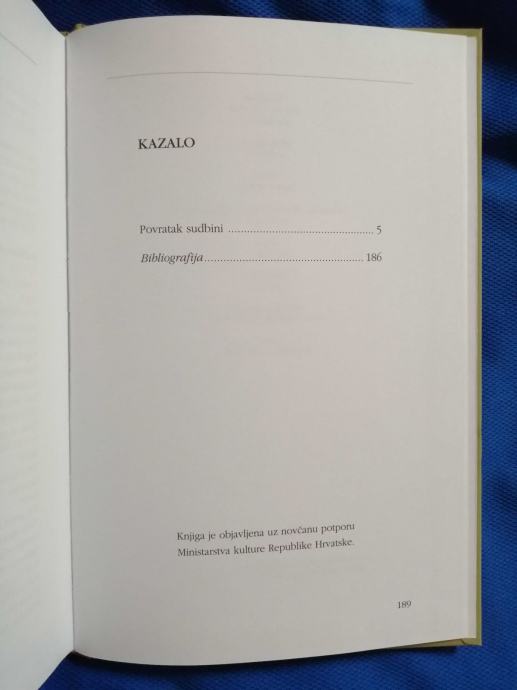 KAZALO
Povratak sudbini .............................................. 5
Bibliografija.................................................. 186
Knjiga je objavljena uz novčanu potporu
Ministarstva kulture Republike Hrvatske.
189